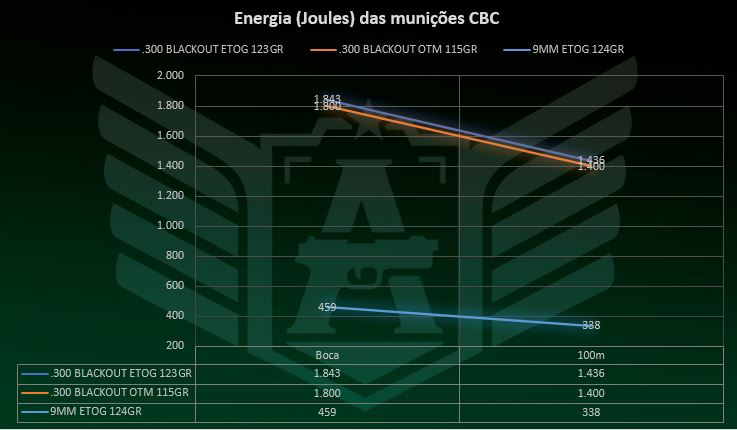 Energia (Joules) das munições CBC
.300 BLACKOUT ETOG 123GR .300 BLACKOUT OTM 115GR 9MM ETOG 124GR
2.000
1.800
1.600
1.400
1.200
1.000
800
600
400
200
1.843
1.800
1.436
1.400
459
338
Boca 100m
.300 BLACKOUT ETOG 123GR 1.843 1.436
.300 BLACKOUT OTM 115GR 1.800 1.400
9MM ETOG 124GR 459 338